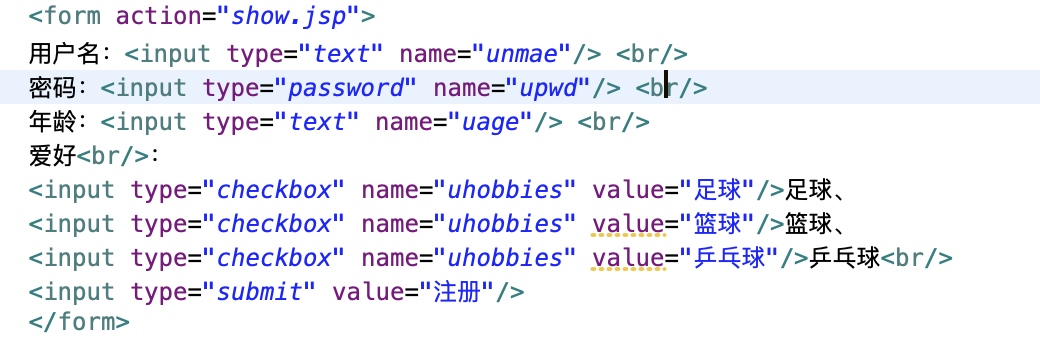 <form action="show.jsp">
用户名：<input type="text" name="unmae"/> <br/>
密码：<input type="password" name="upwd"/> <br/>
年龄：<input type="text" name="uage"/> <br/>
爱好<br/>：
<input type="checkbox" name="uhobbies" value="足球"/>足球、
<input type="checkbox" name="uhobbies" value="篮球"/>篮球、
<input type="checkbox" name="uhobbies" value="乒乓球"/>乒乓球<br/>
<input type="submit" value="注册"/>
</form>